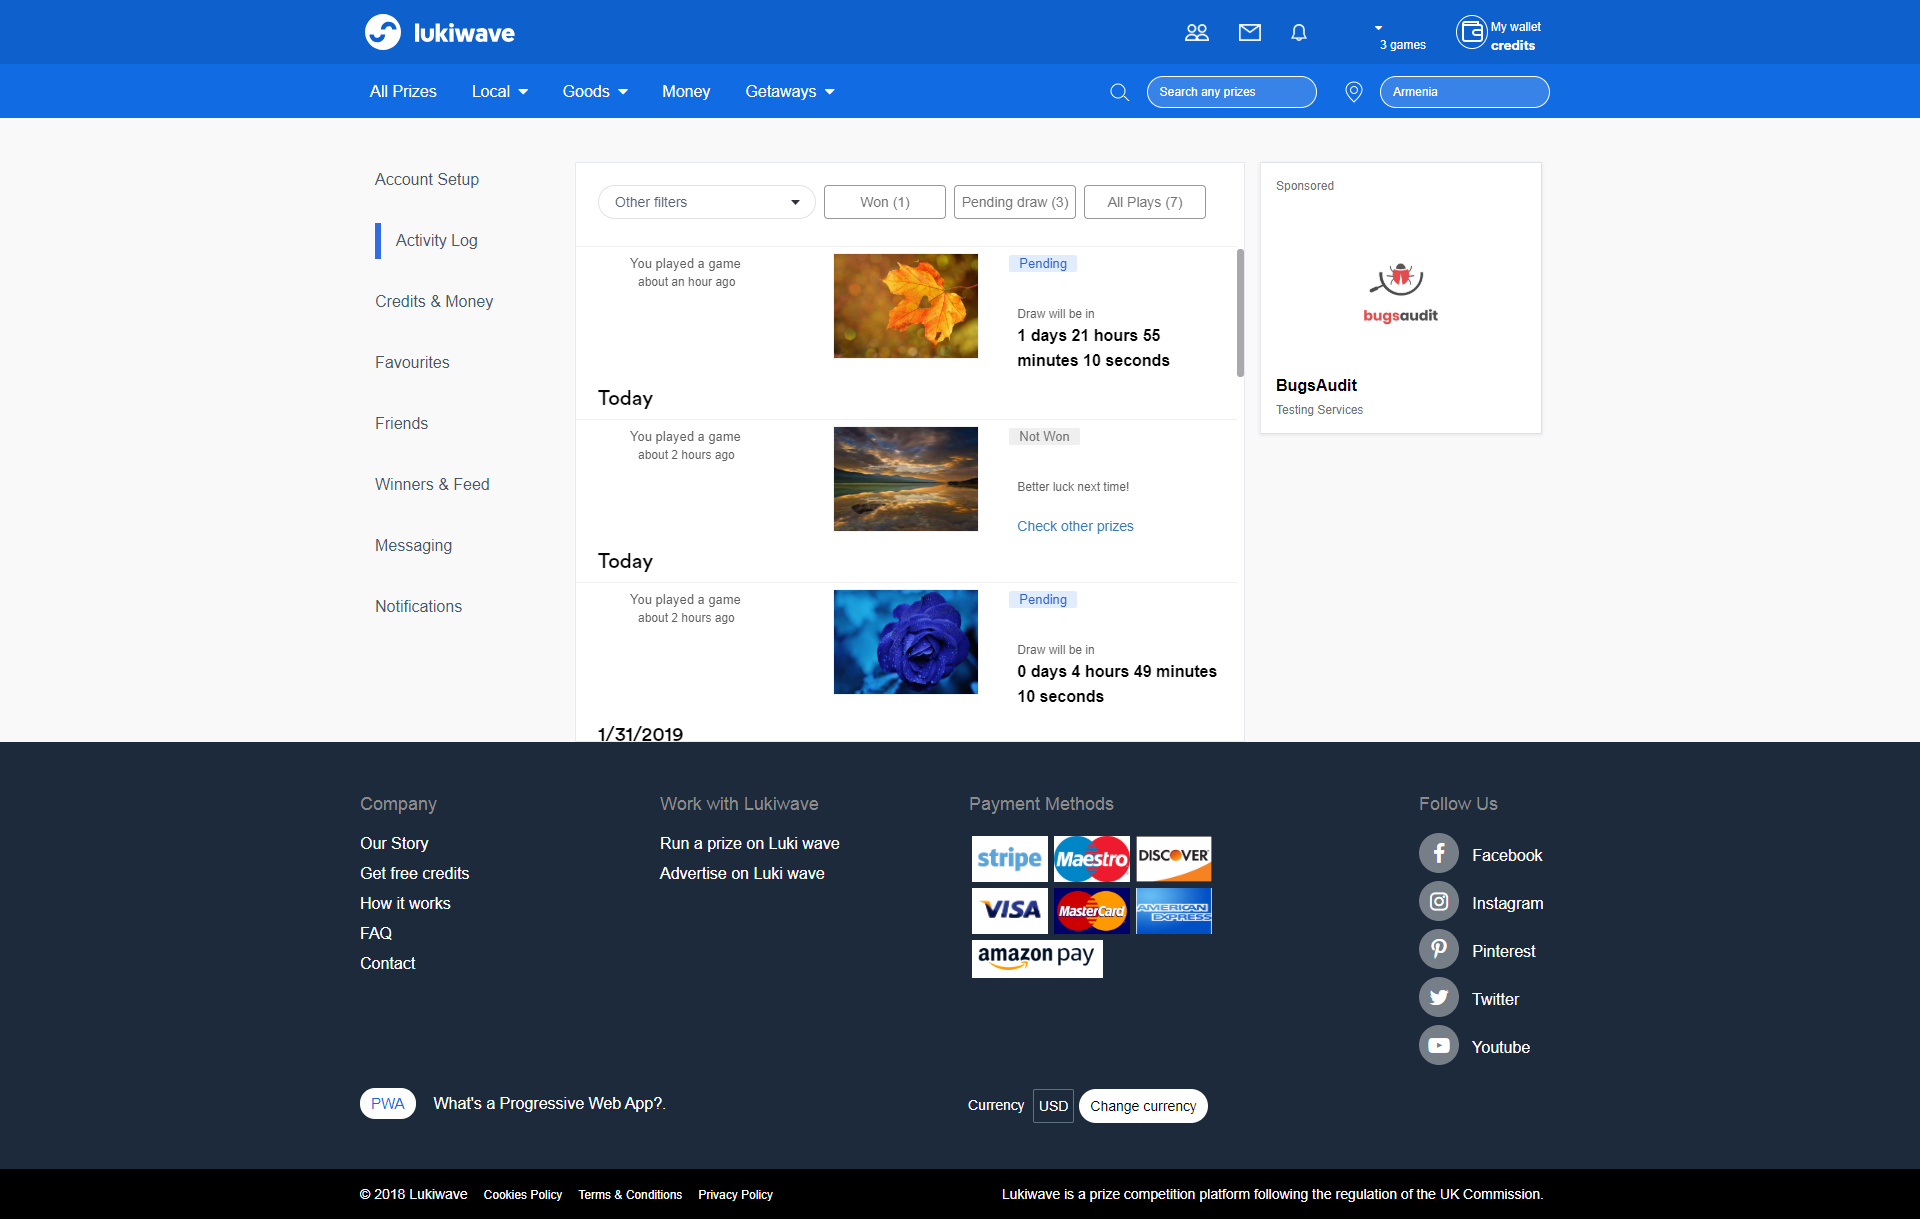 lukiwave
3 games
My wallet
credits
All Prizes
Local
Goods
Money
Getaways
Search any prizes
Armenia
Account Setup
Activity Log
Credits & Money
Favourites
Friends
Winners & Feed
Messaging
Notifications
Other filters
Won (1)
Pending draw (3)
All Plays (7)
You played a game
about an hour ago
Pending
Draw will be in
1 days 21 hours 55
minutes 10 seconds
Today
You played a game
about 2 hours ago
Not Won
Better luck next time!
Check other prizes
Today
You played a game
about 2 hours ago
Pending
Draw will be in
0 days 4 hours 49 minutes
10 seconds
1/31/2019
Sponsored
bugsaudit
BugsAudit
Testing Services
Company
Our Story
Get free credits
How it works
FAQ
Contact
Work with Lukiwave
Run a prize on Luki wave
Advertise on Luki wave
Payment Methods
stripe
Maestro
DISCOVER
VISA
MasterCard
AMERICAN
EXPRESS
amazon pay
Follow Us
Facebook
Instagram
Pinterest
Twitter
Youtube
PWA
What's a Progressive Web App?.
Currency
USD
Change currency
© 2018 Lukiwave
Cookies Policy
Terms & Conditions
Privacy Policy
Lukiwave is a prize competition platform following the regulation of the UK Commission.